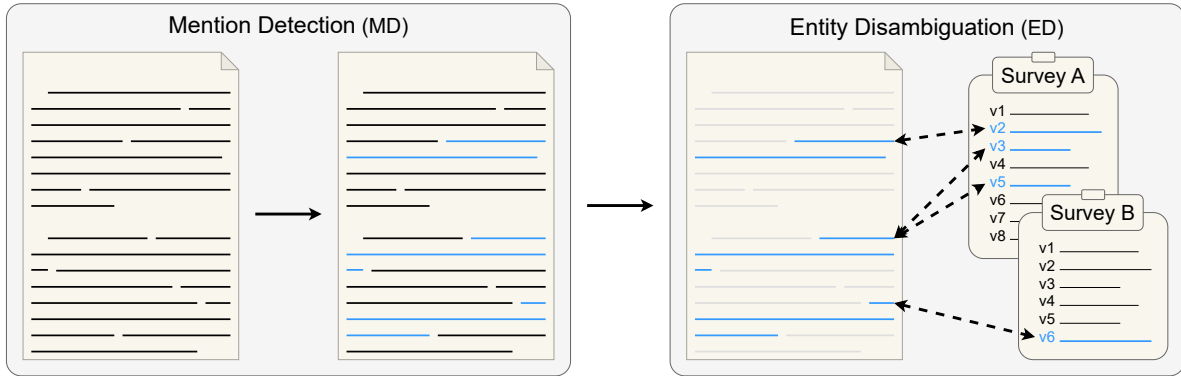 Mention Detection (MD)
Entity Disambiguation (ED)
Survey A
v1
v2
v3
v4
v5
v6
v7
v8
Survey B
v1
v2
v3
v4
v5
v6